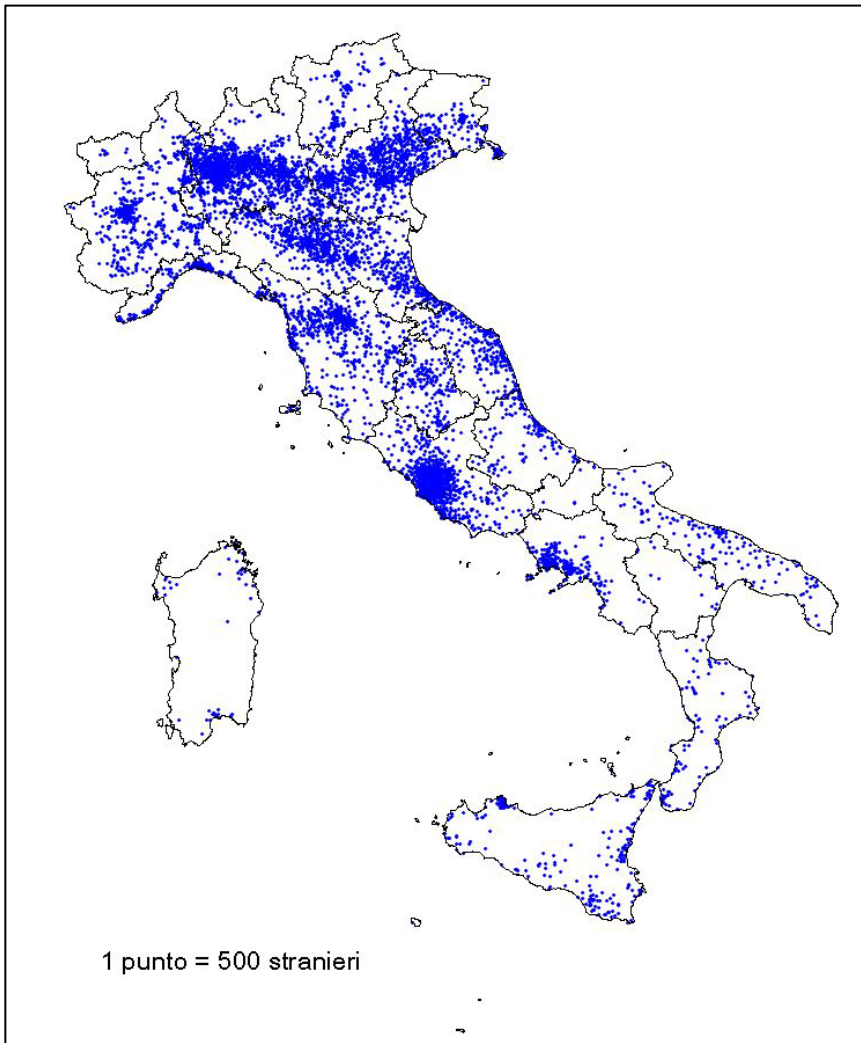 1 punto = 500 stranieri